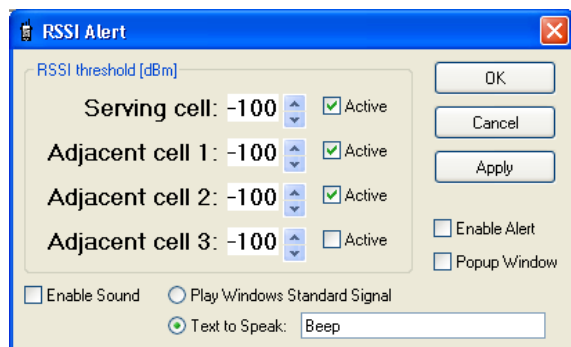 RSSI Alert
RSSI threshold [dBm]
Serving cell: -100 Active
Adjacent cell 1: -100 Active
Adjacent cell 2: -100 Active
Adjacent cell 3: -100 Active
OK
Cancel
Apply
Enable Alert
Popup Window
Enable Sound Play Windows Standard Signal
Text to Speak: Beep